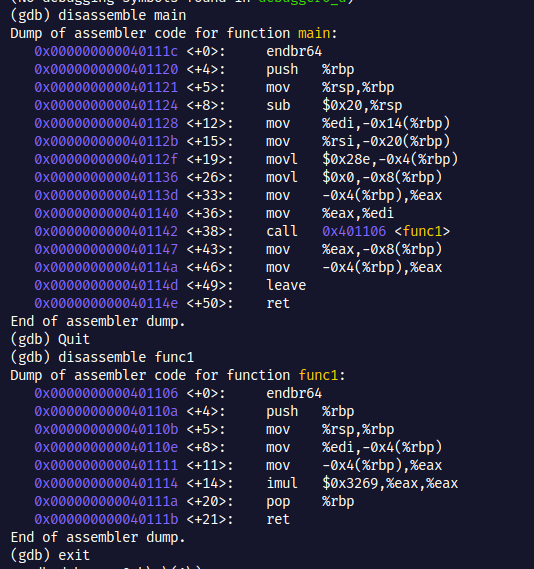 (No debugging symbols found in debugger0_d)
(gdb) disassemble main
Dump of assembler code for function main:
0x000000000040111c <+0>: endbr64
0x0000000000401120 <+4>: push %rbp
0x0000000000401121 <+5>: mov %rsp,%rbp
0x0000000000401124 <+8>: sub $0x20,%rsp
0x0000000000401128 <+12>: mov %edi,-0x14(%rbp)
0x000000000040112b <+15>: mov %rsi,-0x20(%rbp)
0x000000000040112f <+19>: movl $0x28e,-0x4(%rbp)
0x0000000000401136 <+26>: movl $0x0,-0x8(%rbp)
0x000000000040113d <+33>: mov -0x4(%rbp),%eax
0x0000000000401140 <+36>: mov %eax,%edi
0x0000000000401142 <+38>: call 0x401106 <func1>
0x0000000000401147 <+43>: mov %eax,-0x8(%rbp)
0x000000000040114a <+46>: mov -0x4(%rbp),%eax
0x000000000040114d <+49>: leave
0x000000000040114e <+50>: ret
End of assembler dump.
(gdb) Quit
(gdb) disassemble func1
Dump of assembler code for function func1:
0x0000000000401106 <+0>: endbr64
0x000000000040110a <+4>: push %rbp
0x000000000040110b <+5>: mov %rsp,%rbp
0x000000000040110e <+8>: mov %edi,-0x4(%rbp)
0x0000000000401111 <+11>: mov -0x4(%rbp),%eax
0x0000000000401114 <+14>: imul $0x3269,%eax,%eax
0x000000000040111a <+20>: pop %rbp
0x000000000040111b <+21>: ret
End of assembler dump.
(gdb) exit